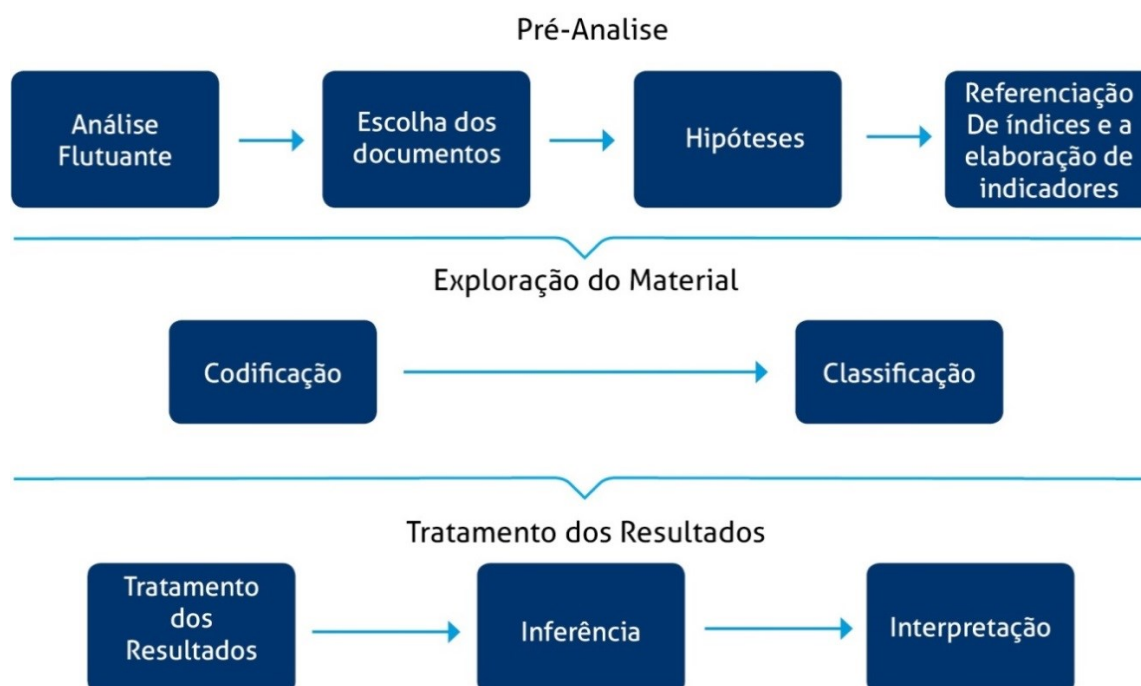 Pré-Analise
Análise
Flutuante
Escolha dos
documentos
Hipóteses
Referenciação
De índices e a
elaboração de
indicadores
Exploração do Material
Codificação
Classificação
Tratamento dos Resultados
Tratamento
dos
Resultados
Inferência
Interpretação